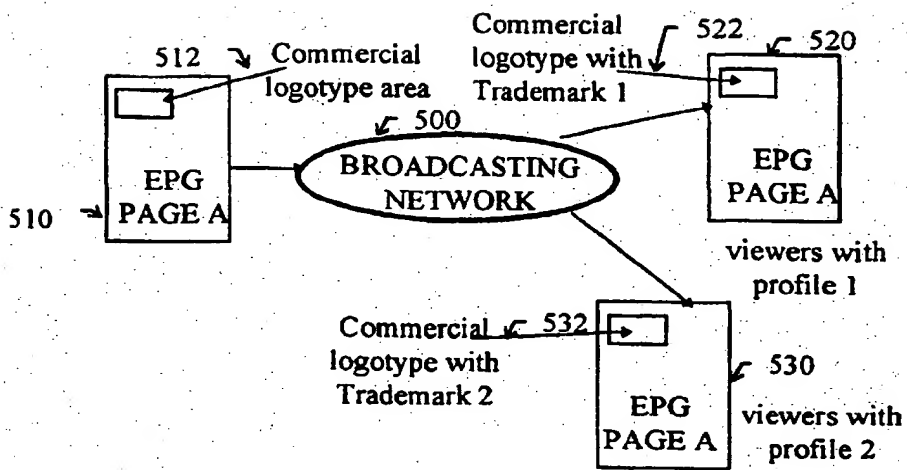 512
Commercial
logotype area
EPG
PAGE A
510
500
BROADCASTING
NETWORK
Commercial
logotype with
Trademark 1
522
520
EPG
PAGE A
viewers with
profile 1
Commercial
logotype with
Trademark 2
532
EPG
PAGE A
530
viewers with
profile 2